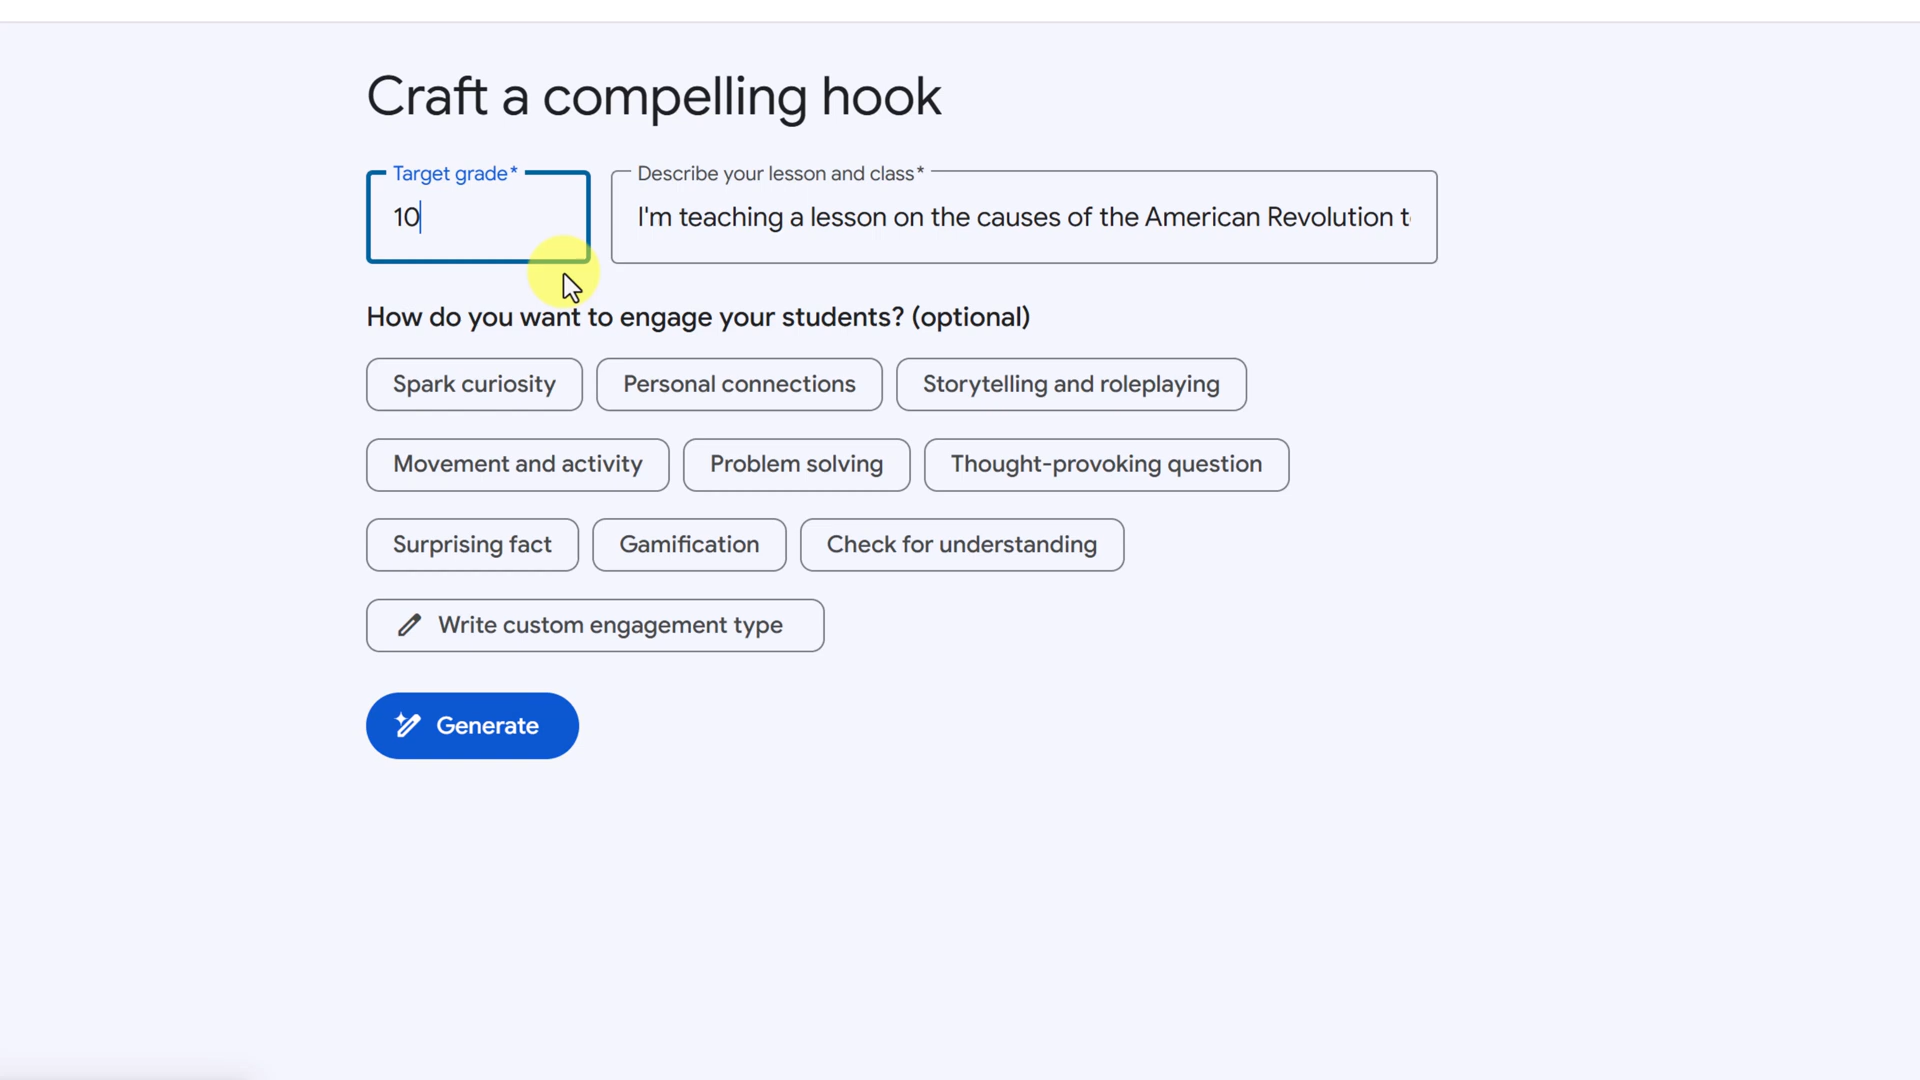 Craft a compelling hook
Target grade* Describe your lesson and class*
10 I'm teaching a lesson on the causes of the American Revolution
How do you want to engage your students? (optional)
Spark curiosity Personal connections Storytelling and roleplaying
Movement and activity Problem solving Thought-provoking question
Surprising fact Gamification Check for understanding
Write custom engagement type
Generate